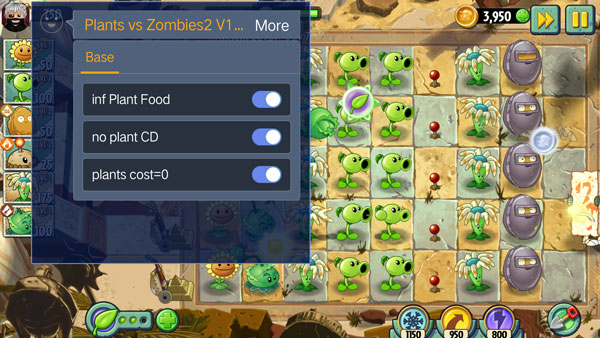 Plants vs Zombies2 V1...
More
3,950
Base
inf Plant Food
no plant CD
plants cost=0
50
100
50
175
1150
950
800